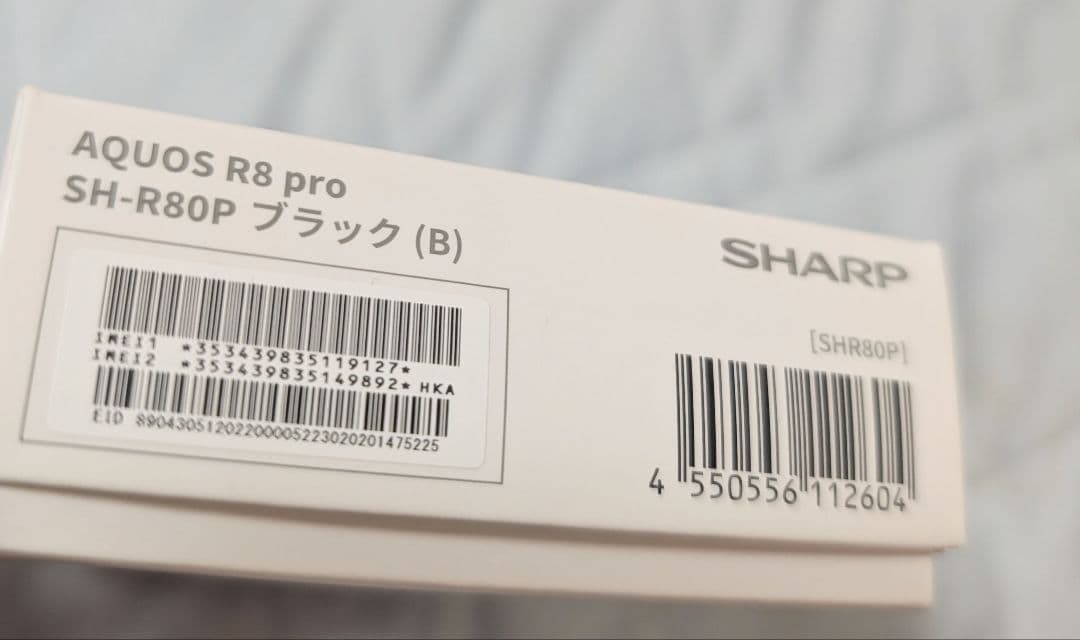 AQUOS R8 pro
SH-R80P ブラック (B)
SHARP
IMEI1 *353439835119127*
IMEI2 *353439835149892* HKA
EID 89043051202200005223020201475225
[SHR80P]
4 550556 112604